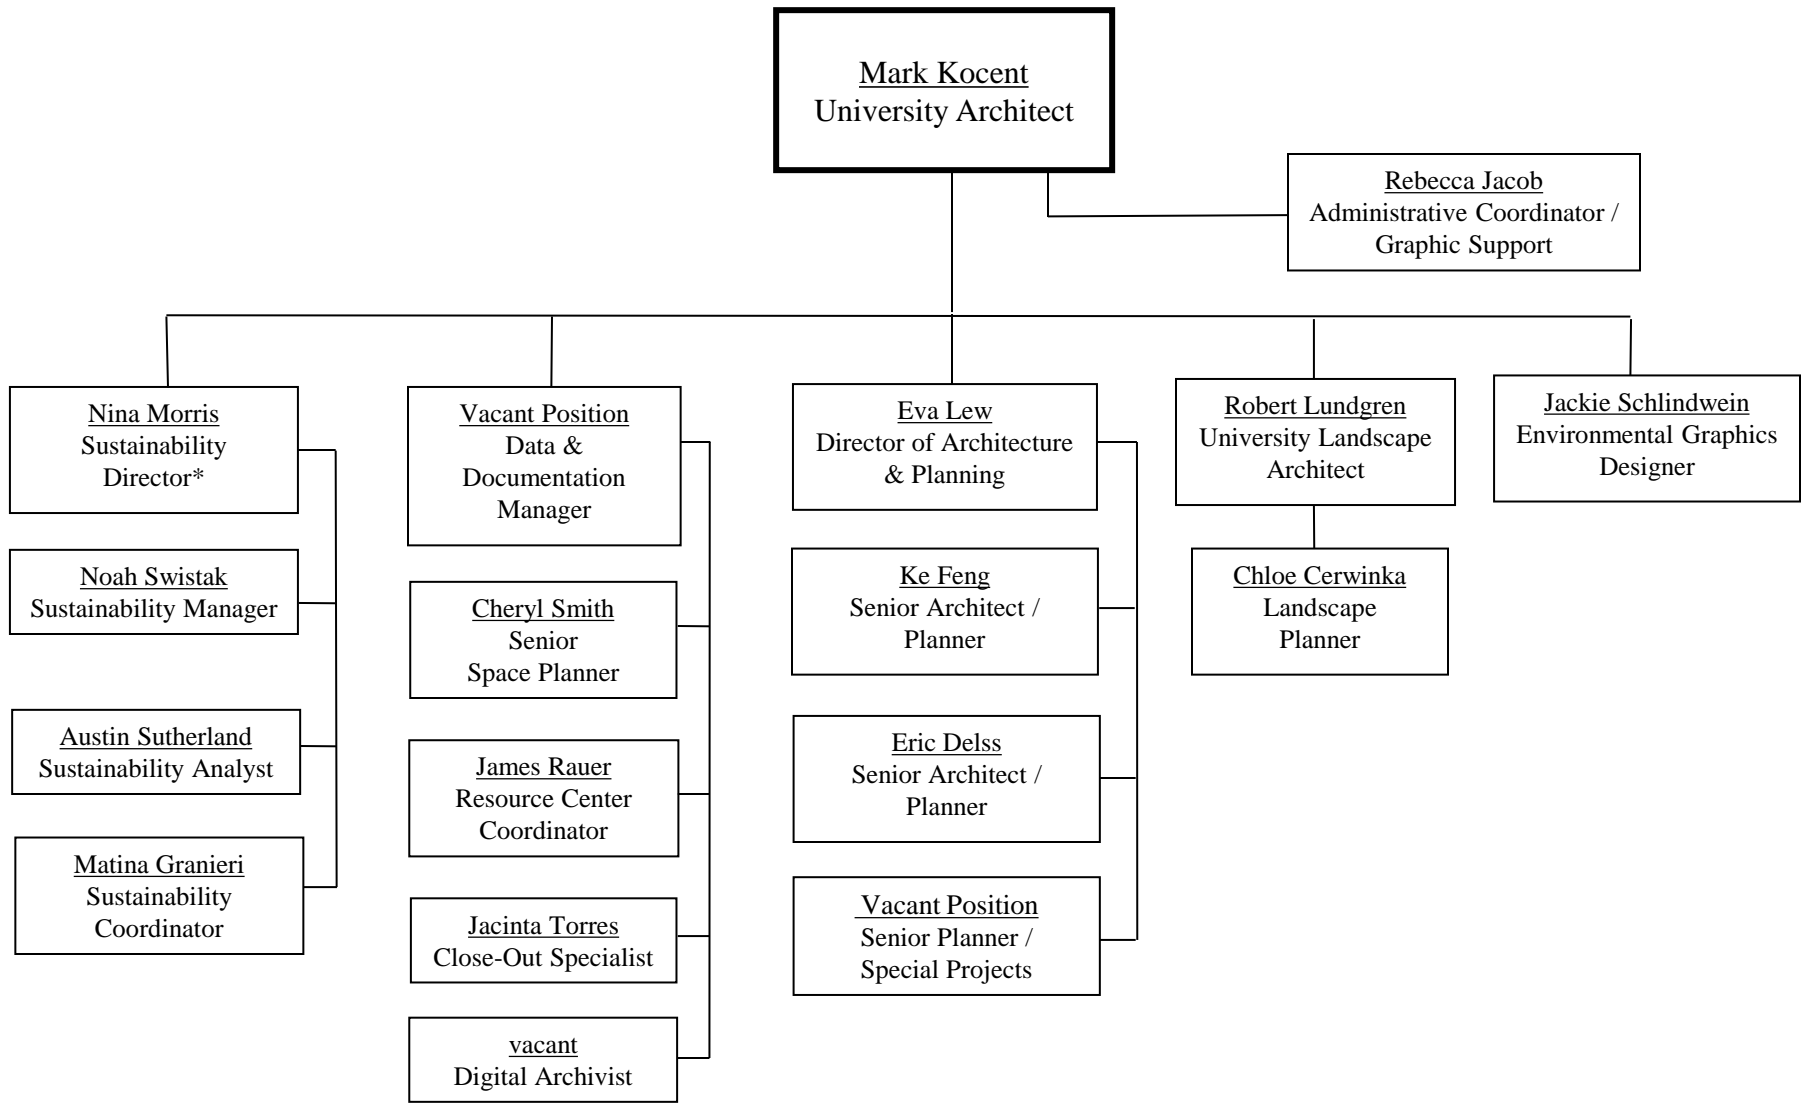 Mark Kocent
University Architect
Rebecca Jacob
Administrative Coordinator /
Graphic Support
Nina Morris
Sustainability
Director*
Noah Swistak
Sustainability Manager
Austin Sutherland
Sustainability Analyst
Matina Granieri
Sustainability
Coordinator
Vacant Position
Data &
Documentation
Manager
Cheryl Smith
Senior
Space Planner
James Rauer
Resource Center
Coordinator
Jacinta Torres
Close-Out Specialist
vacant
Digital Archivist
Eva Lew
Director of Architecture
& Planning
Ke Feng
Senior Architect /
Planner
Eric Delss
Senior Architect /
Planner
Vacant Position
Senior Planner /
Special Projects
Robert Lundgren
University Landscape
Architect
Chloe Cerwinka
Landscape
Planner
Jackie Schlindwein
Environmental Graphics
Designer